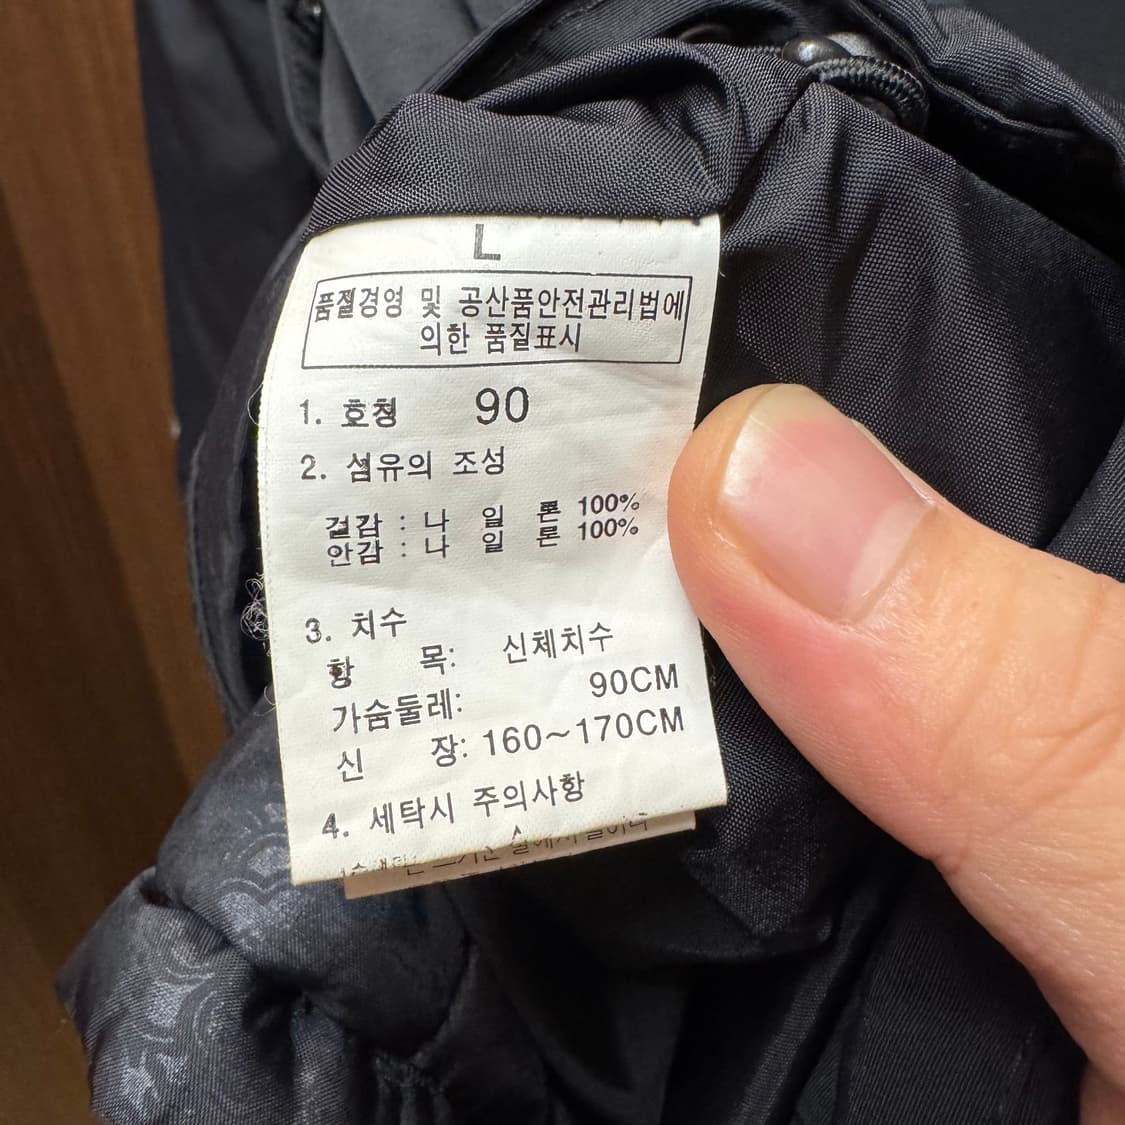 L
품질경영 및 공산품안전관리법에
의한 품질표시
1. 호칭 90
2. 섬유의 조성
겉감 : 나 일 론 100%
안감 : 나 일 론 100%
3. 치수
항 목: 신체치수
가슴둘레: 90CM
신 장: 160~170CM
4. 세탁시 주의사항